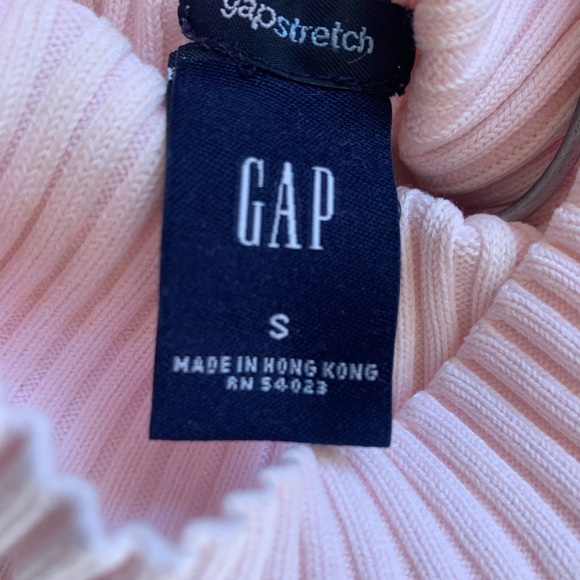 gapstretch
GAP
S
MADE IN HONG KONG
RN 54023